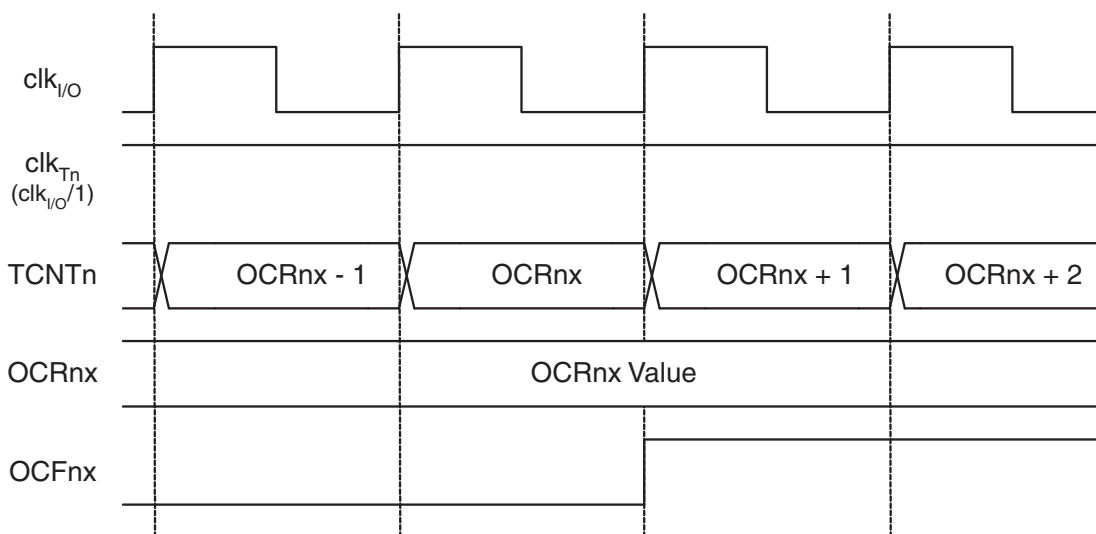 clkI/O
clkTn
(clkI/O/1)
TCNTn
OCRnx - 1
OCRnx
OCRnx + 1
OCRnx + 2
OCRnx
OCRnx Value
OCFnx